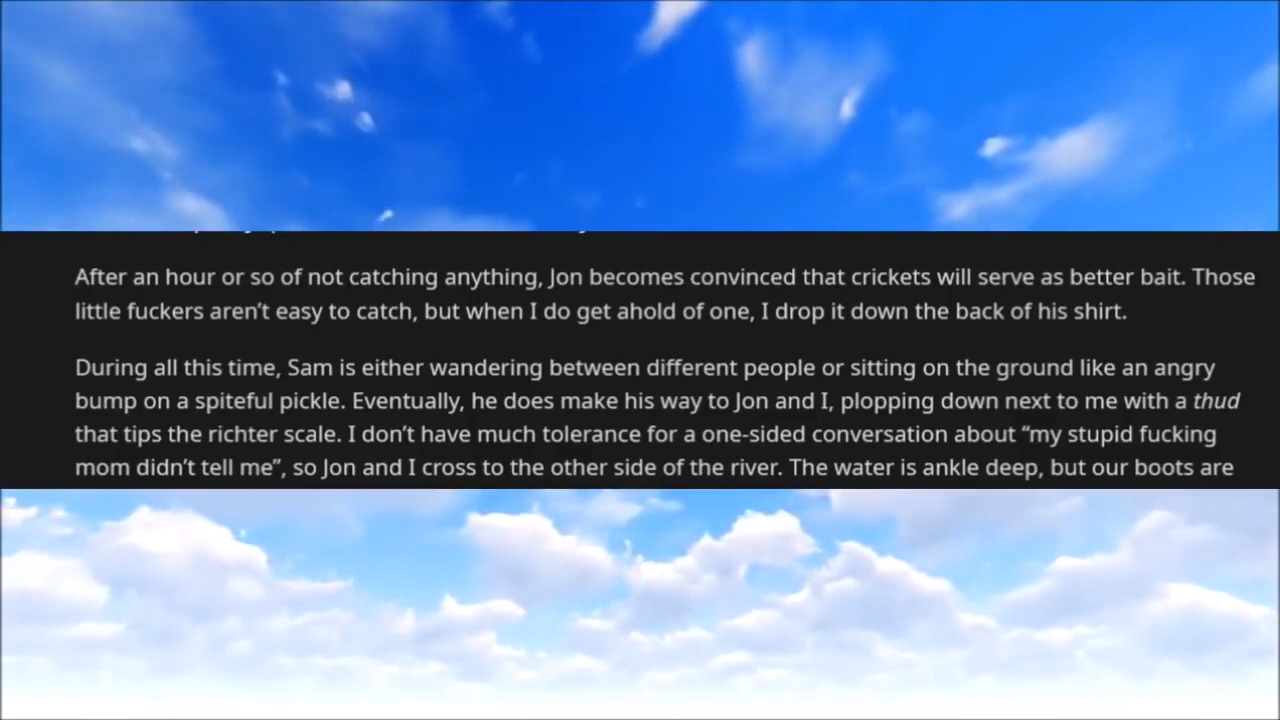 After an hour or so of not catching anything, Jon becomes convinced that crickets will serve as better bait. Those
little fuckers aren’t easy to catch, but when I do get ahold of one, I drop it down the back of his shirt.
During all this time, Sam is either wandering between different people or sitting on the ground like an angry
bump on a spiteful pickle. Eventually, he does make his way to Jon and I, plopping down next to me with a thud
that tips the richter scale. I don’t have much tolerance for a one-sided conversation about “my stupid fucking
mom didn’t tell me”, so Jon and I cross to the other side of the river. The water is ankle deep, but our boots are